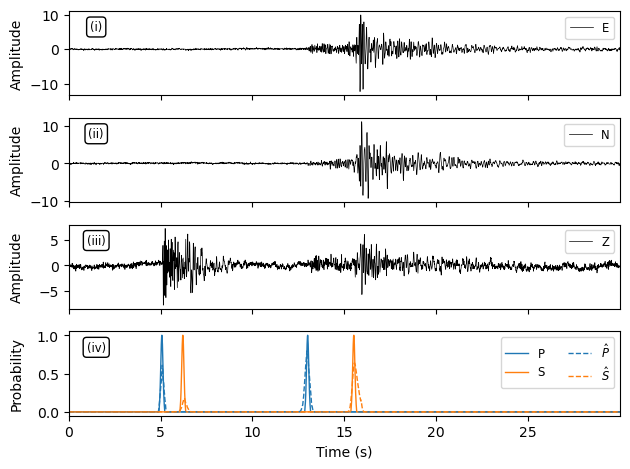 10
0
−10
Amplitude
(i)
E
10
0
−10
Amplitude
(ii)
N
5
0
−5
Amplitude
(iii)
Z
1.0
0.5
0.0
Probability
(iv)
P
S
P̂
Ŝ
0 5 10 15 20 25
Time (s)